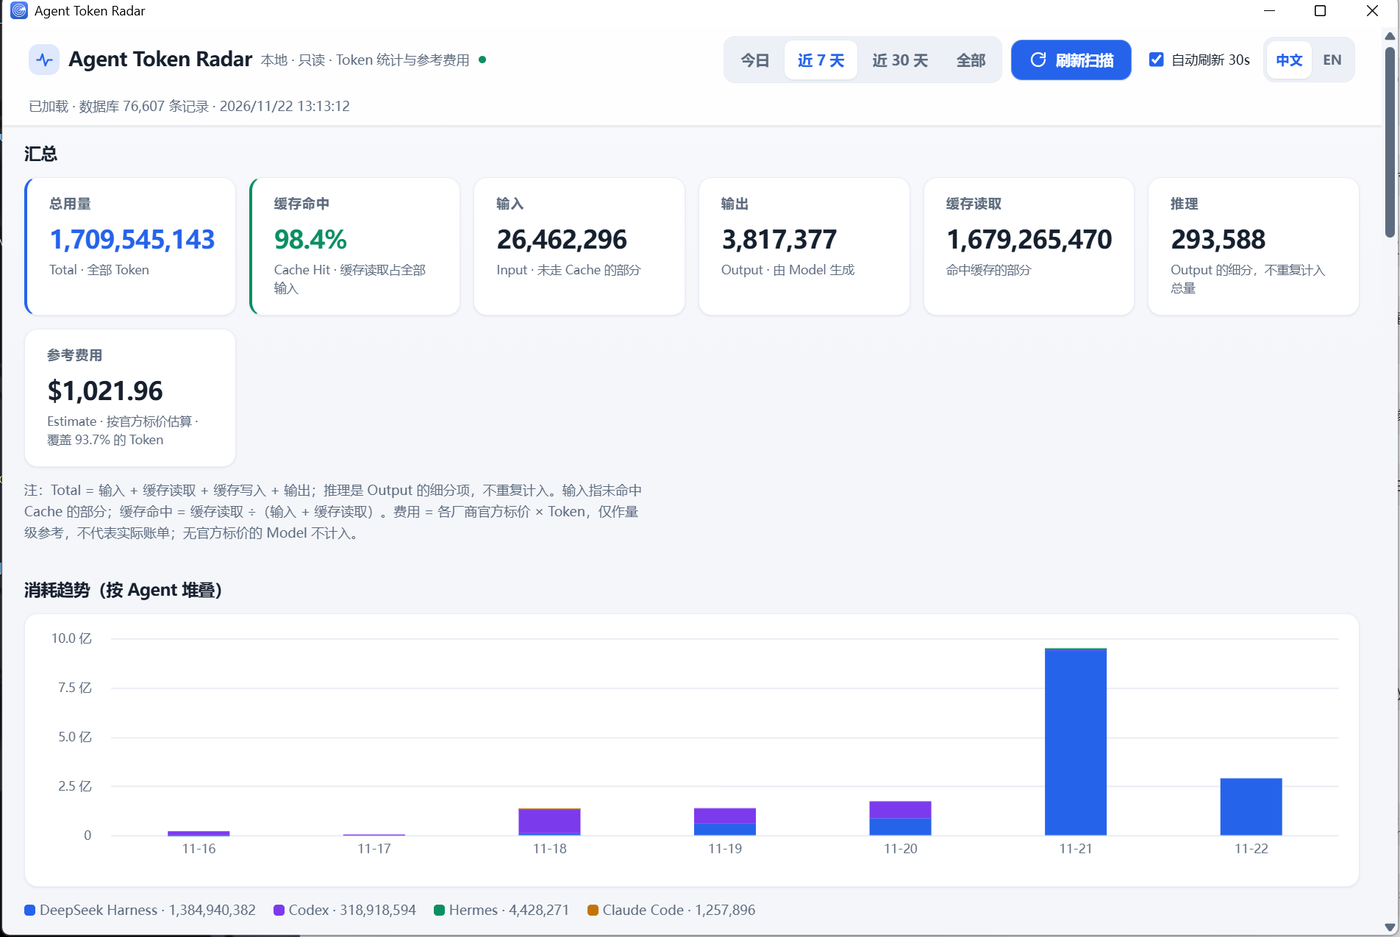 Agent Token Radar
Agent Token Radar 本地 · 只读 · Token 统计与参考费用
今日 近 7 天 近 30 天 全部 刷新扫描 自动刷新 30s 中文 EN
已加载 · 数据库 76,607 条记录 · 2026/11/22 13:13:12
汇总
总用量
1,709,545,143
Total · 全部 Token
缓存命中
98.4%
Cache Hit · 缓存读取占全部
输入
输入
26,462,296
Input · 未走 Cache 的部分
输出
3,817,377
Output · 由 Model 生成
缓存读取
1,679,265,470
命中缓存的部分
推理
293,588
Output 的细分，不重复计入
总量
参考费用
$1,021.96
Estimate · 按官方标价估算 ·
覆盖 93.7% 的 Token
注：Total = 输入 + 缓存读取 + 缓存写入 + 输出；推理是 Output 的细分项，不重复计入。输入指未命中
Cache 的部分；缓存命中 = 缓存读取 ÷（输入 + 缓存读取）。费用 = 各厂商官方标价 × Token，仅作量
级参考，不代表实际账单；无官方标价的 Model 不计入。
消耗趋势（按 Agent 堆叠）
10.0 亿
7.5 亿
5.0 亿
2.5 亿
0
11-16 11-17 11-18 11-19 11-20 11-21 11-22
DeepSeek Harness · 1,384,940,382 Codex · 318,918,594 Hermes · 4,428,271 Claude Code · 1,257,896